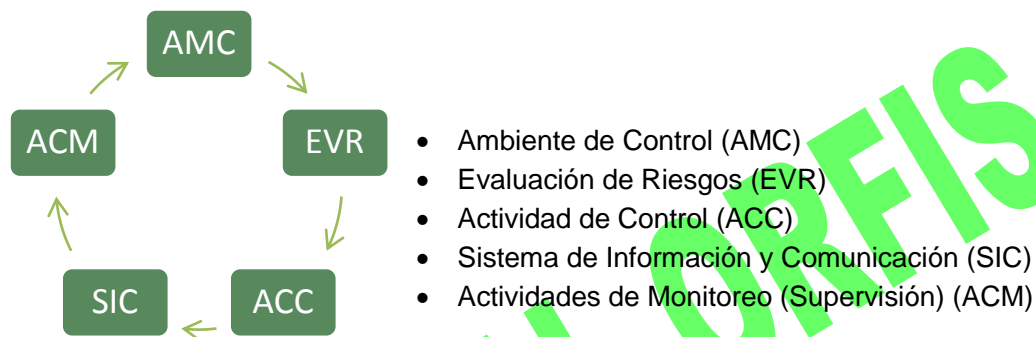 AMC
ACM
EVR
SIC
ACC
• Ambiente de Control (AMC)
• Evaluación de Riesgos (EVR)
• Actividad de Control (ACC)
• Sistema de Información y Comunicación (SIC)
• Actividades de Monitoreo (Supervisión) (ACM)
ORFIS